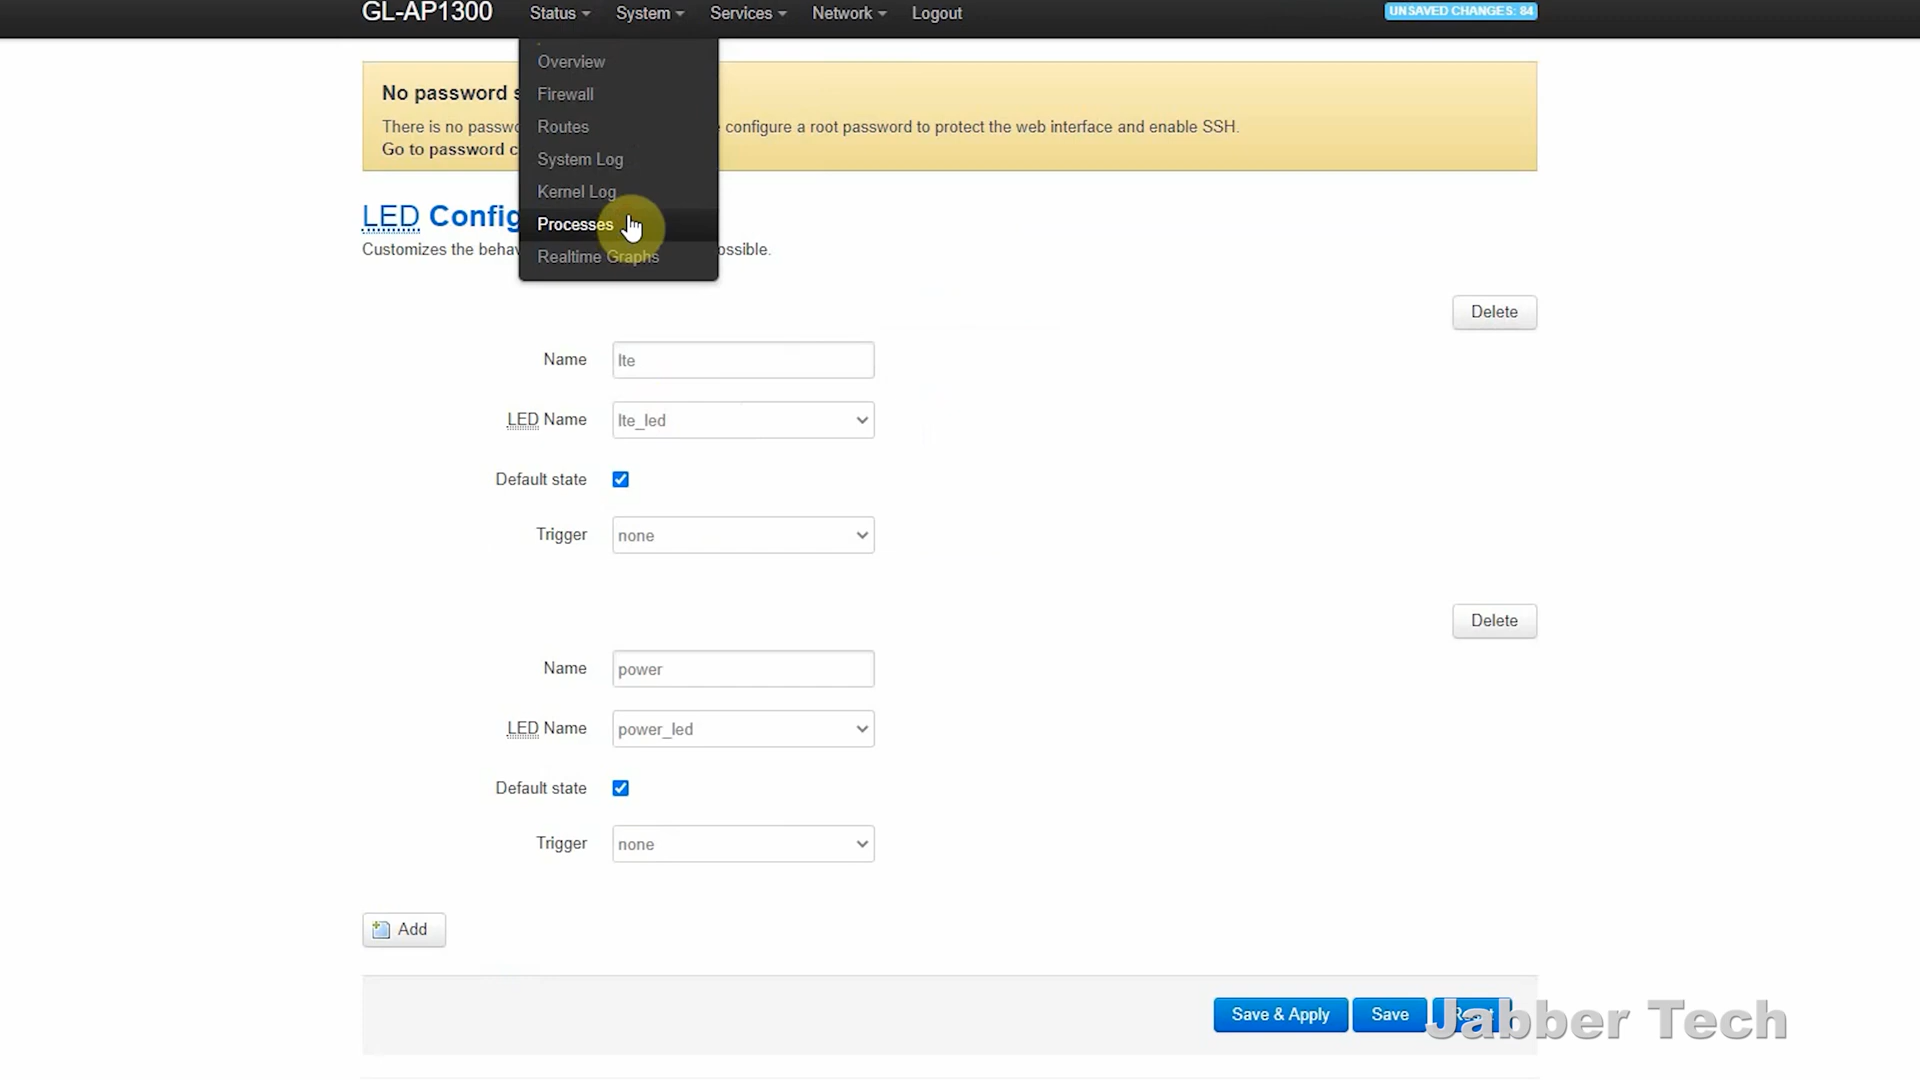 GL-AP1300 Status System Services Network Logout UNSAVED CHANGES: 84
Overview
Firewall
Routes
System Log
Kernel Log
Processes
Realtime Graphs
No password s
There is no passwo configure a root password to protect the web interface and enable SSH.
Go to password c
LED Config
Customizes the behav ossible.
Delete
Name lte
LED Name lte_led
Default state
Trigger none
Delete
Name power
LED Name power_led
Default state
Trigger none
Add
Save & Apply Save Reset
Jabber Tech